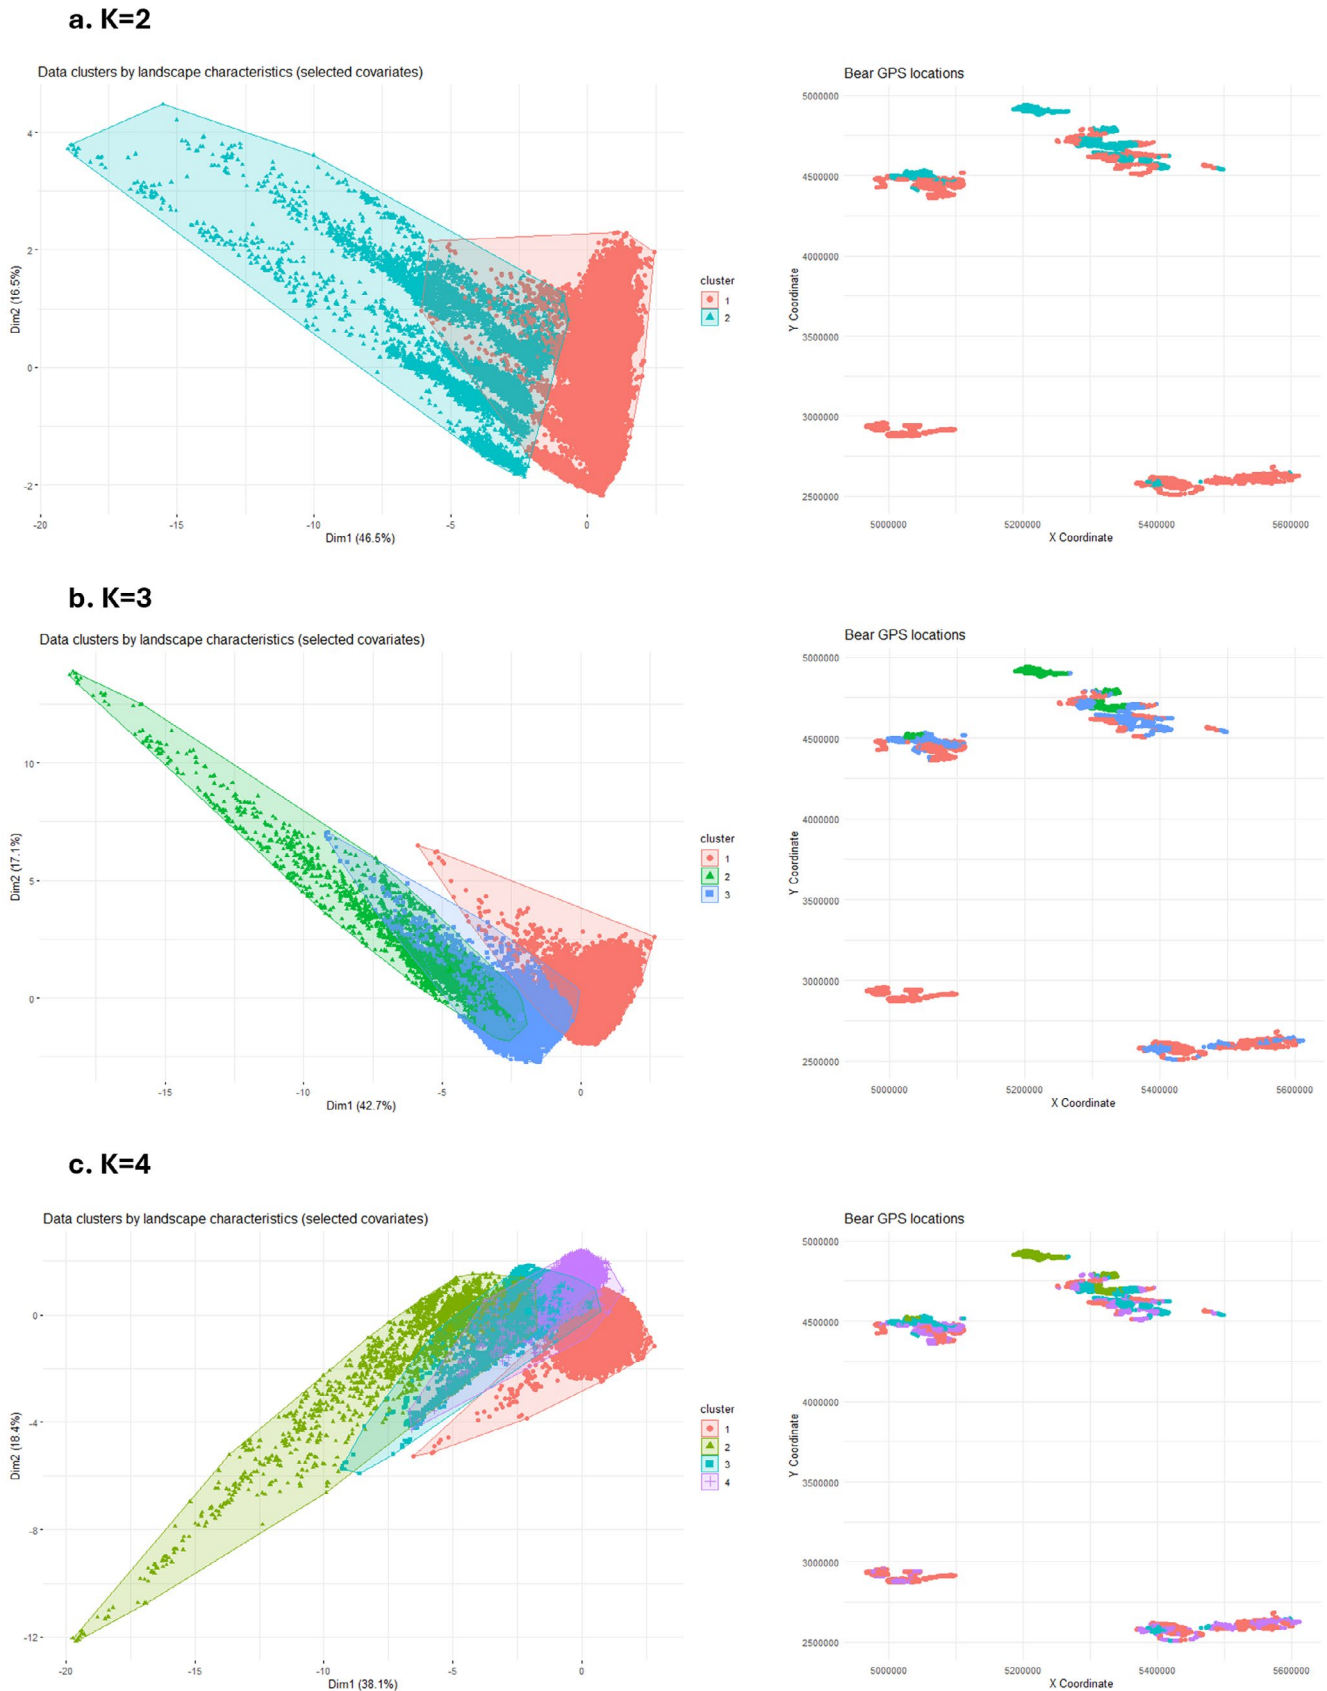 a. K=2
Data clusters by landscape characteristics (selected covariates)
4
2
0
-2
Dim2 (16.5%)
-20
-15
-10
-5
0
Dim1 (46.5%)
cluster
1
2
Bear GPS locations
5000000
4500000
4000000
3500000
3000000
2500000
Y Coordinate
5000000
5200000
5400000
5600000
X Coordinate
b. K=3
Data clusters by landscape characteristics (selected covariates)
10
5
0
Dim2 (17.1%)
-15
-10
-5
0
Dim1 (42.7%)
cluster
1
2
3
Bear GPS locations
5000000
4500000
4000000
3500000
3000000
2500000
Y Coordinate
5000000
5200000
5400000
5600000
X Coordinate
c. K=4
Data clusters by landscape characteristics (selected covariates)
0
-4
-8
-12
Dim2 (18.4%)
-20
-15
-10
-5
0
Dim1 (38.1%)
cluster
1
2
3
4
Bear GPS locations
5000000
4500000
4000000
3500000
3000000
2500000
Y Coordinate
5000000
5200000
5400000
5600000
X Coordinate